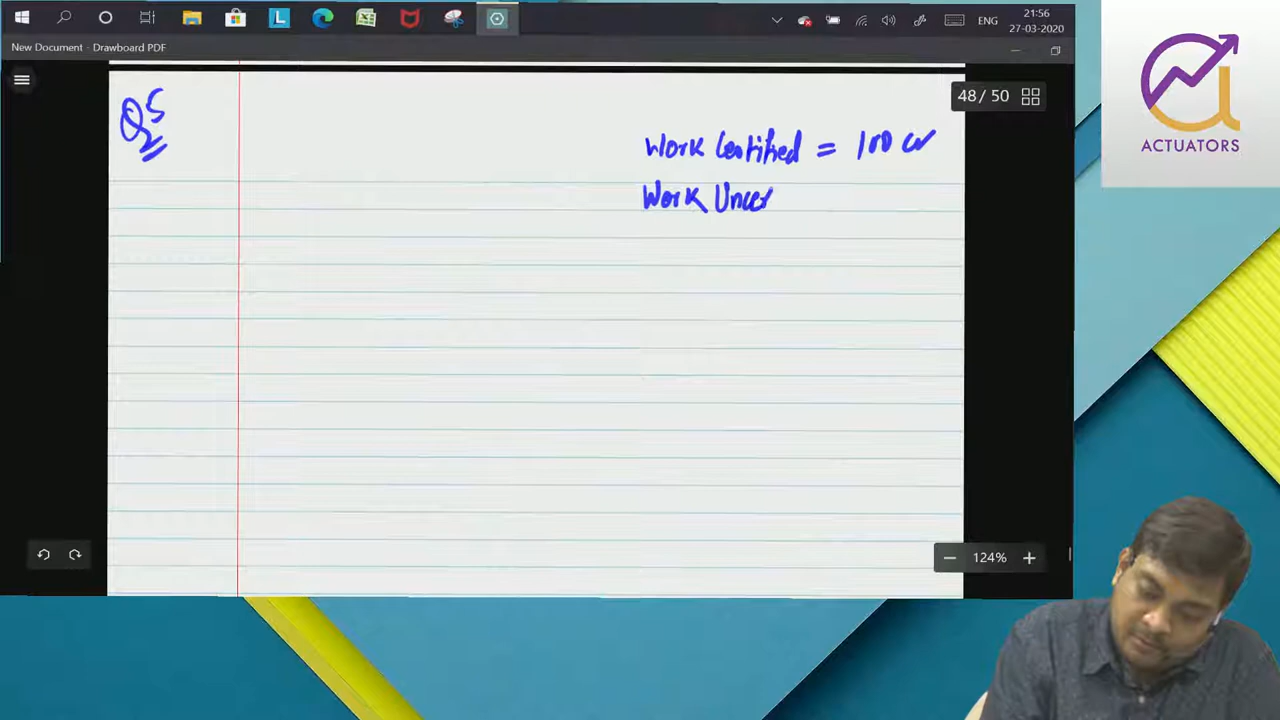 21:56
ENG
27-03-2020
New Document - Drawboard PDF
48 / 50
Q5
Work Certified = 100 cr
Work Uncer
124%
ACTUATORS